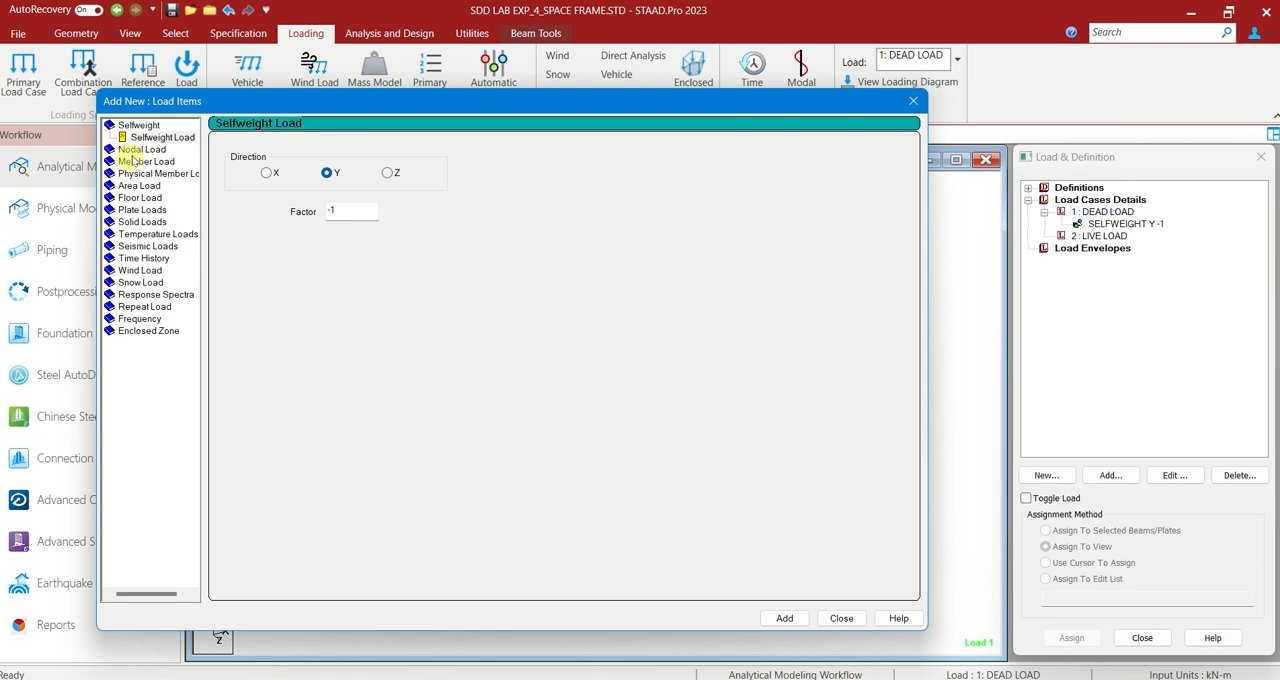 AutoRecovery On
SDD LAB EXP_4_SPACE FRAME.STD - STAAD.Pro 2023
File Geometry View Select Specification Loading Analysis and Design Utilities Beam Tools
Search
Primary Load Case
Combination Load Ca
Reference
Load
Vehicle
Wind Load
Mass Model
Primary
Automatic
Wind
Snow
Direct Analysis
Vehicle
Enclosed
Time
Modal
Load: 1: DEAD LOAD
View Loading Diagram
Loading Sp
Workflow
Analytical M
Physical Mo
Piping
Postprocessi
Foundation
Steel AutoD
Chinese Stee
Connection
Advanced C
Advanced S
Earthquake
Reports
Add New : Load Items
Selfweight
Selfweight Load
Nodal Load
Member Load
Physical Member Lo
Area Load
Floor Load
Plate Loads
Solid Loads
Temperature Loads
Seismic Loads
Time History
Wind Load
Snow Load
Response Spectra
Repeat Load
Frequency
Enclosed Zone
Selfweight Load
Direction
X Y Z
Factor -1
Add Close Help
Z
Load 1
Load & Definition
Definitions
Load Cases Details
1 : DEAD LOAD
SELFWEIGHT Y -1
2 : LIVE LOAD
Load Envelopes
New... Add... Edit ... Delete...
Toggle Load
Assignment Method
Assign To Selected Beams/Plates
Assign To View
Use Cursor To Assign
Assign To Edit List
Assign Close Help
Ready
Analytical Modeling Workflow
Load : 1: DEAD LOAD
Input Units : kN-m